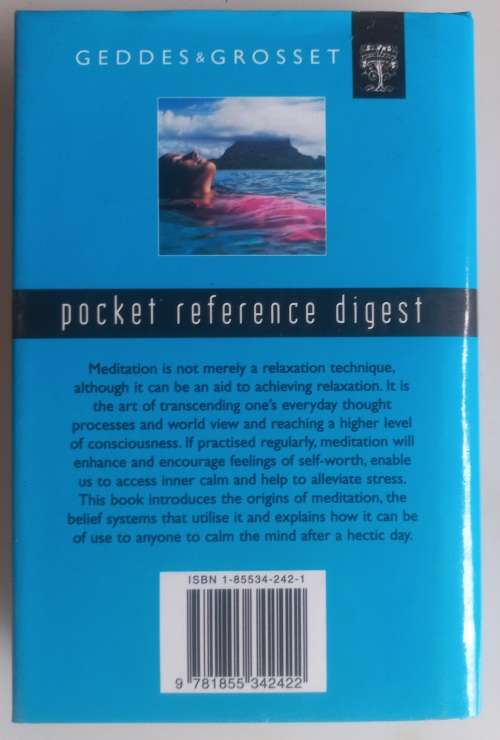 GEDDES & GROSSET
pocket reference digest
Meditation is not merely a relaxation technique,
although it can be an aid to achieving relaxation. It is
the art of transcending one's everyday thought
processes and world view and reaching a higher level
of consciousness. If practised regularly, meditation will
enhance and encourage feelings of self-worth, enable
us to access inner calm and help to alleviate stress.
This book introduces the origins of meditation, the
belief systems that utilise it and explains how it can be
of use to anyone to calm the mind after a hectic day.
ISBN 1-85534-242-1
9 781855 342422